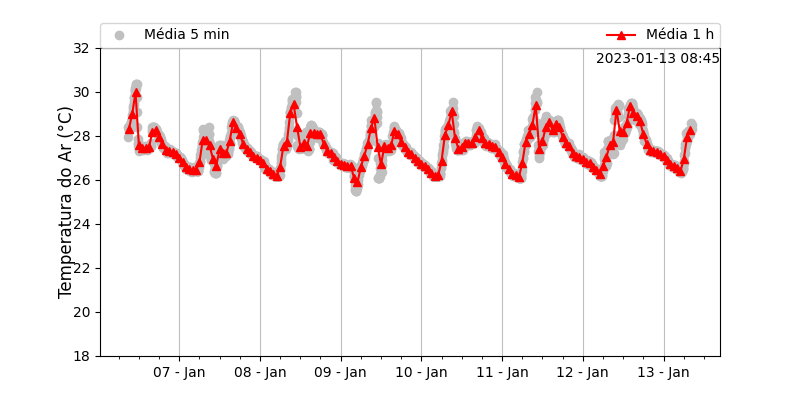 Média 5 min
Média 1 h
2023-01-13 08:45
Temperatura do Ar (°C)
32
30
28
26
24
22
20
18
07 - Jan
08 - Jan
09 - Jan
10 - Jan
11 - Jan
12 - Jan
13 - Jan